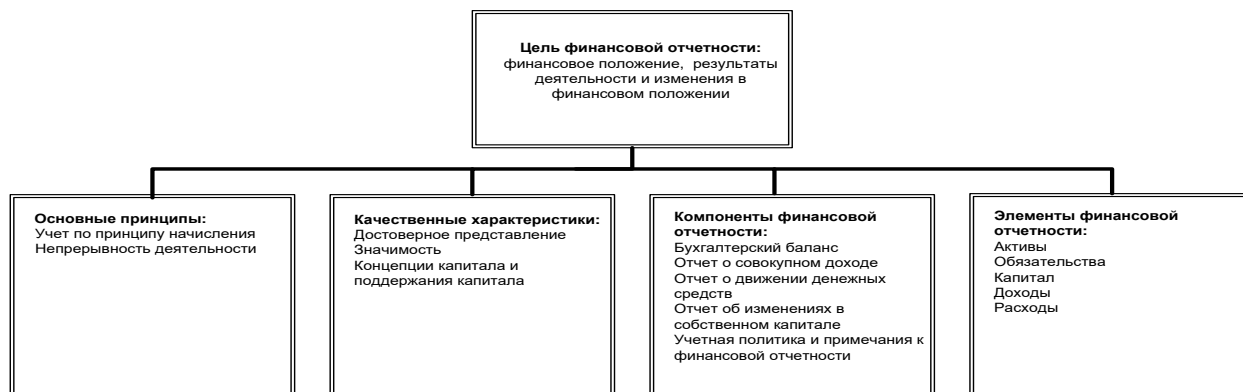 Цель финансовой отчетности:
финансовое положение, результаты
деятельности и изменения в
финансовом положении
Основные принципы:
Учет по принципу начисления
Непрерывность деятельности
Качественные характеристики:
Достоверное представление
Значимость
Концепции капитала и
поддержания капитала
Компоненты финансовой
отчетности:
Бухгалтерский баланс
Отчет о совокупном доходе
Отчет о движении денежных
средств
Отчет об изменениях в
собственном капитале
Учетная политика и примечания к
финансовой отчетности
Элементы финансовой
отчетности:
Активы
Обязательства
Капитал
Доходы
Расходы